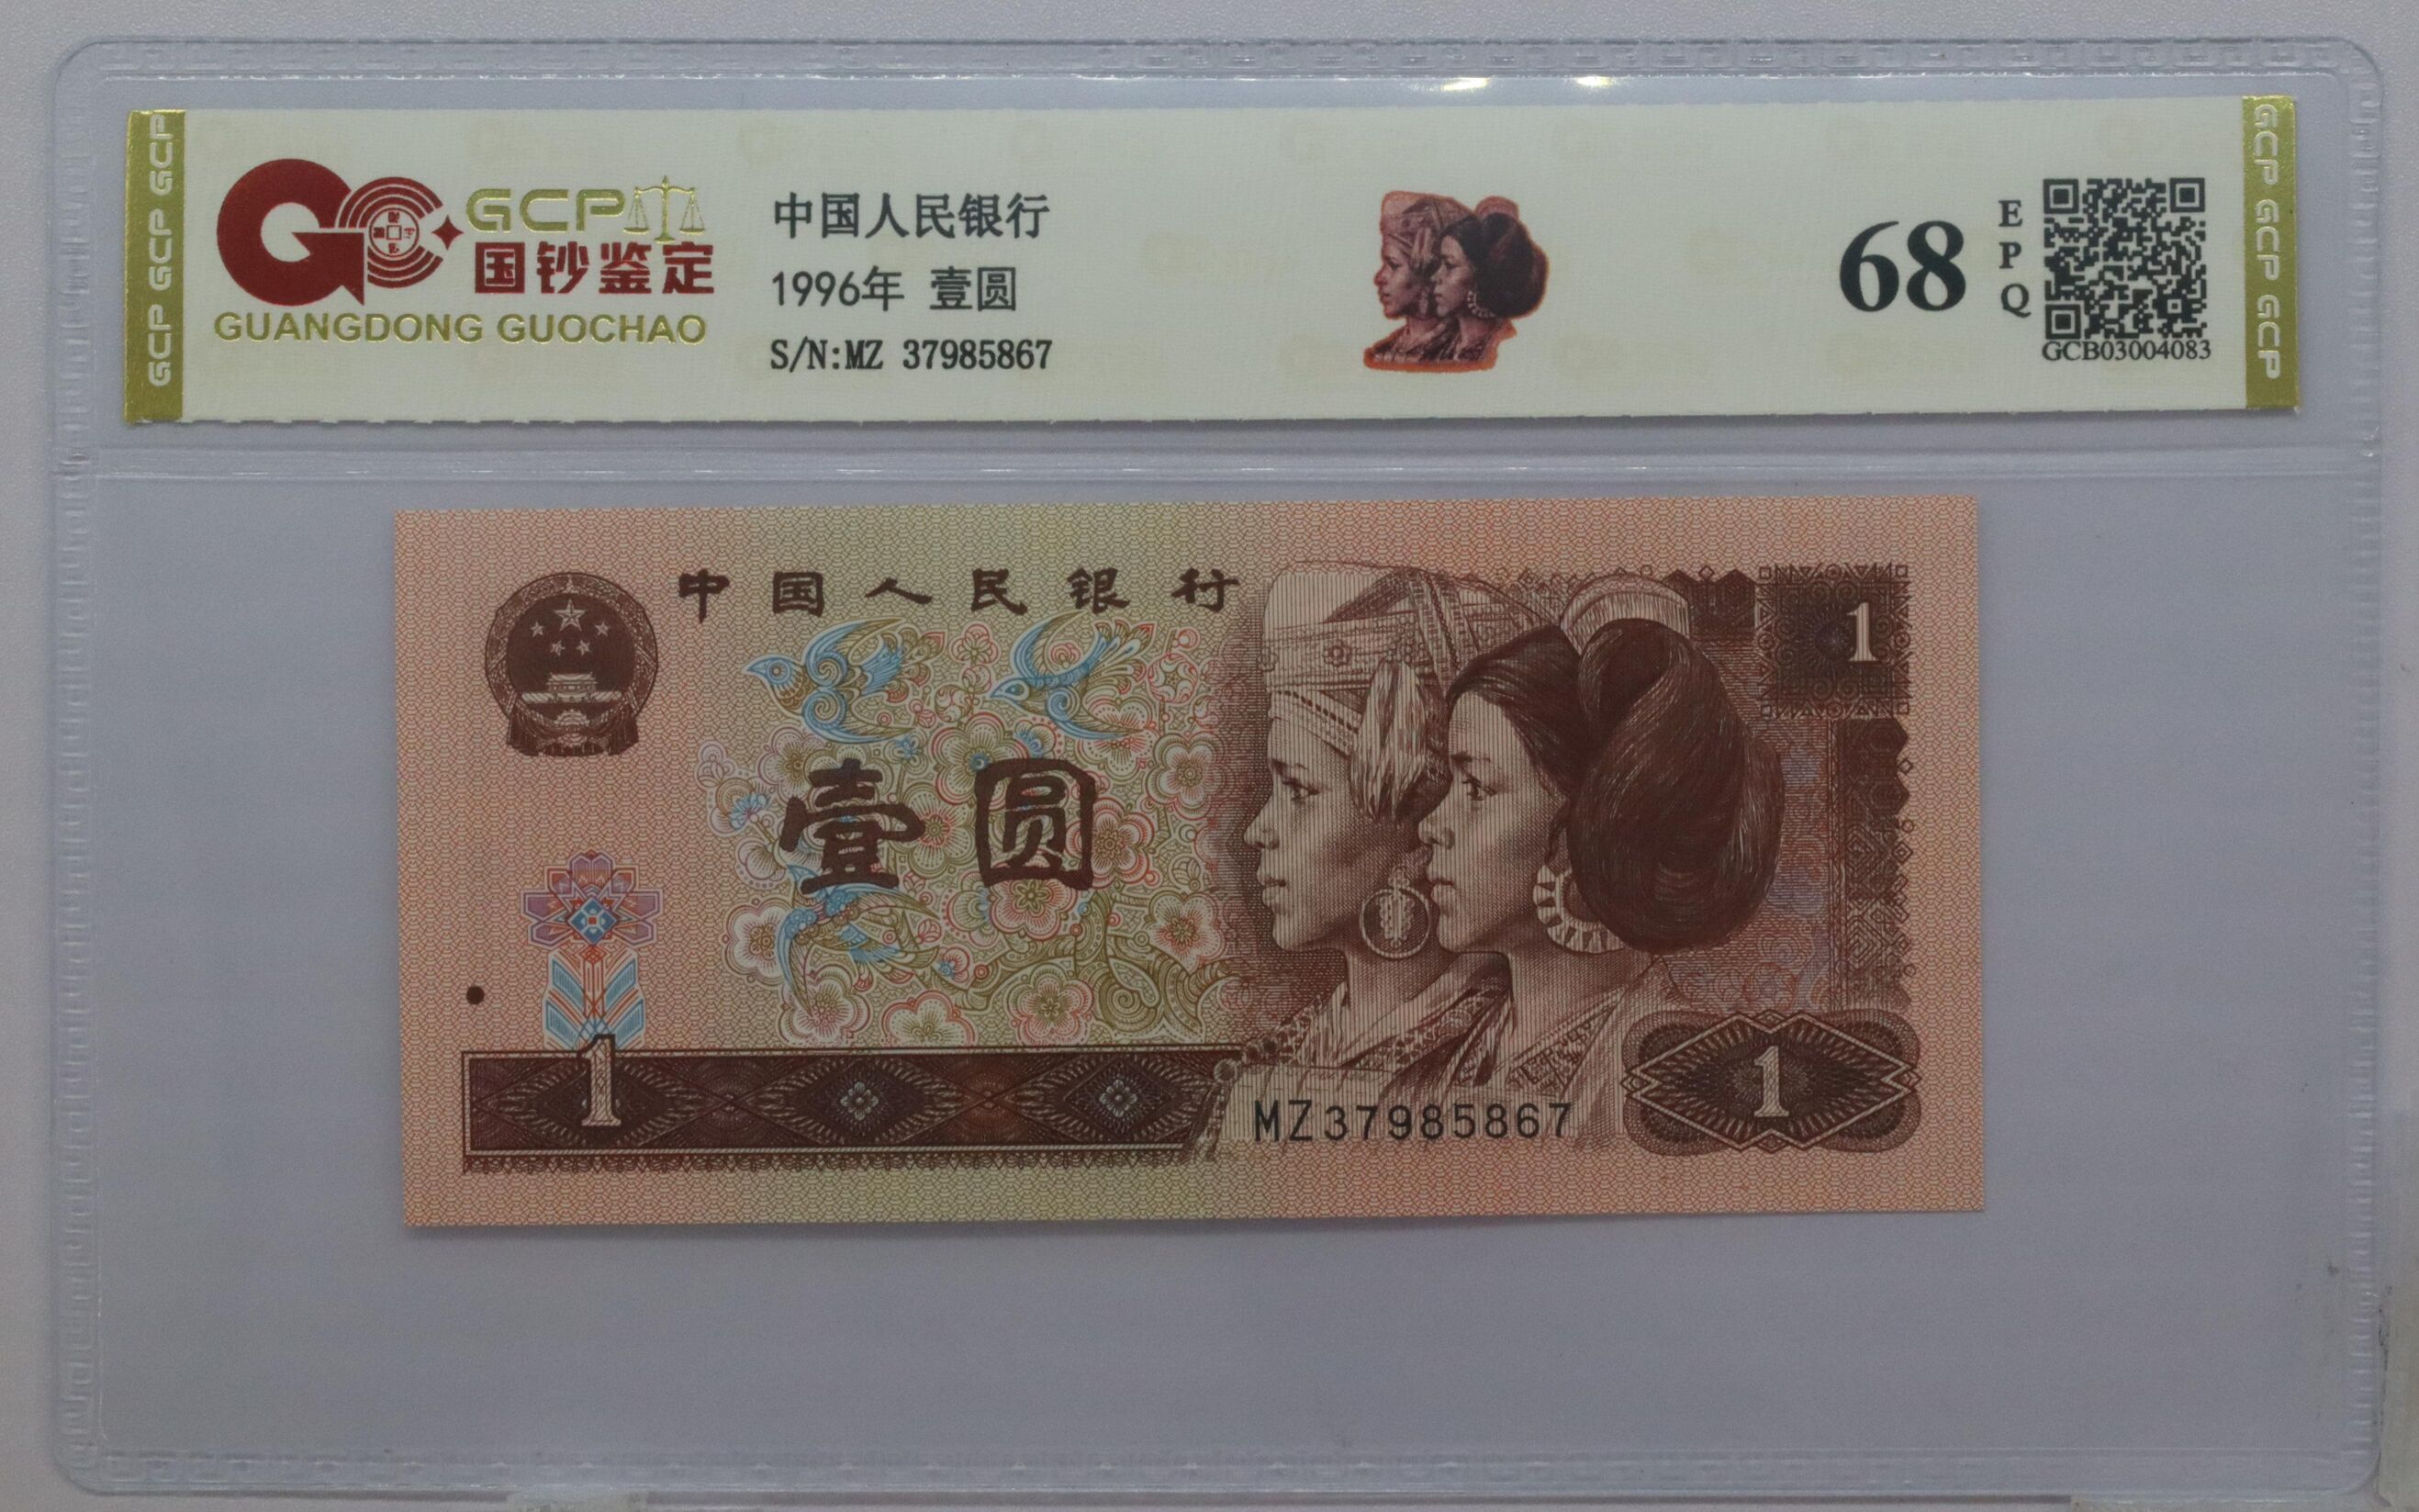 GCP GCP GCP GCP
GCP
国钞鉴定
GUANGDONG GUOCHAO
中国人民银行
1996年 壹圆
S/N:MZ 37985867
68
E
P
Q
GCB03004083
GCP GCP GCP GCP
中国人民银行
1
壹圆
1
1
MZ37985867